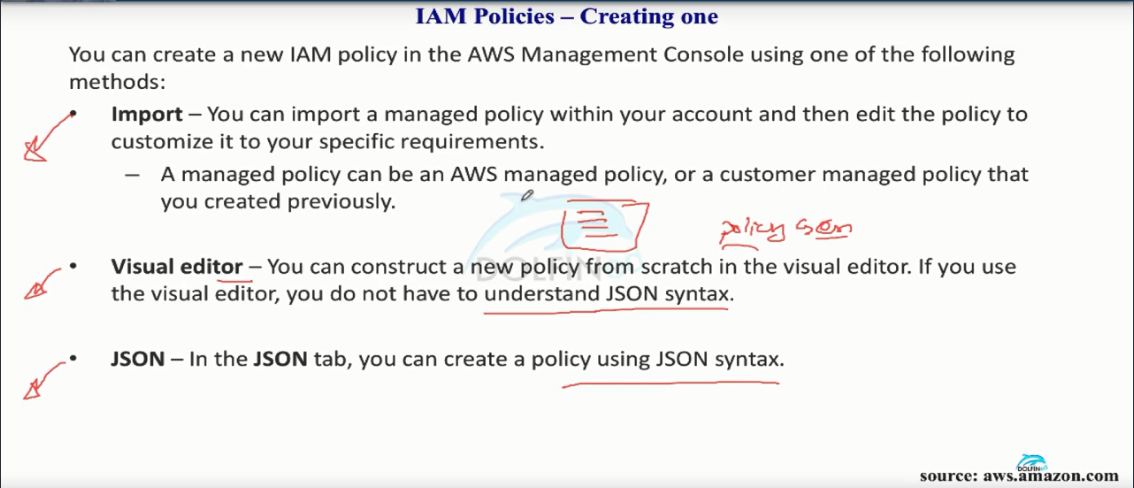 IAM Policies – Creating one
You can create a new IAM policy in the AWS Management Console using one of the following
methods:
• Import – You can import a managed policy within your account and then edit the policy to
customize it to your specific requirements.
– A managed policy can be an AWS managed policy, or a customer managed policy that
you created previously.
policy
• Visual editor – You can construct a new policy from scratch in the visual editor. If you use
the visual editor, you do not have to understand JSON syntax.
DOLFIN
• JSON – In the JSON tab, you can create a policy using JSON syntax.
DOLFIN
source: aws.amazon.com